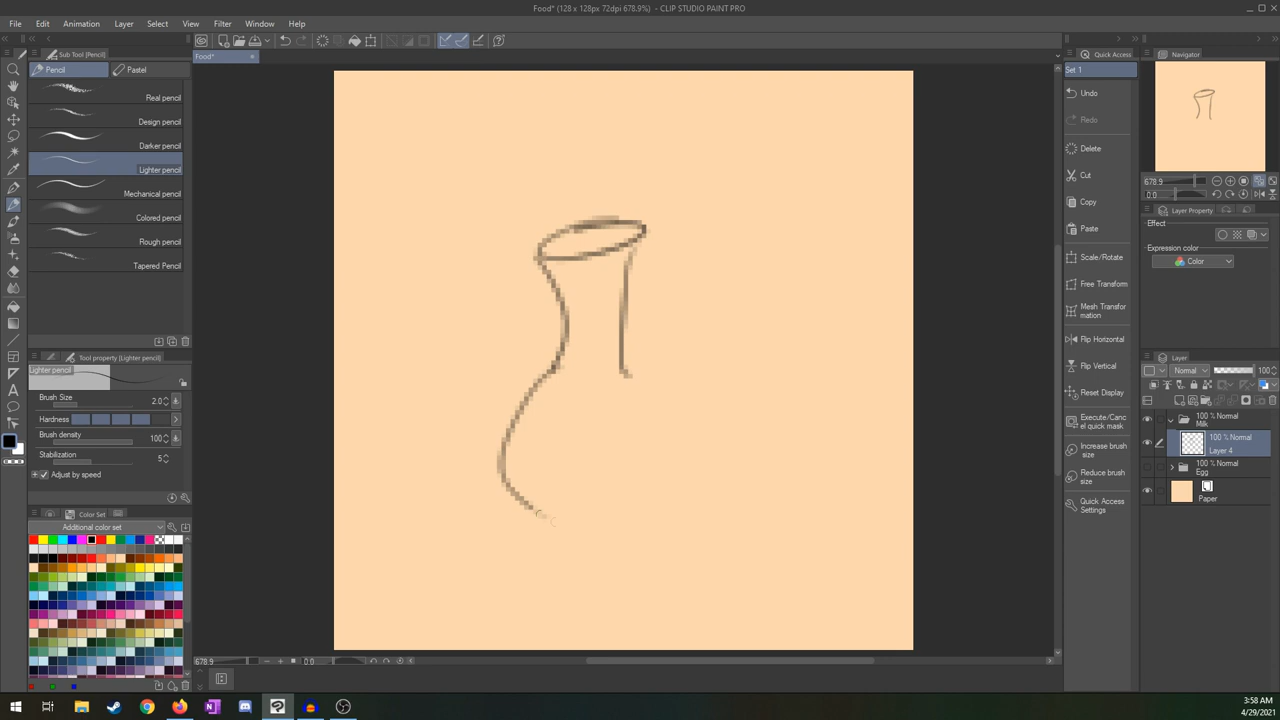 Food* (128 x 128px 72dpi 678.9%) - CLIP STUDIO PAINT PRO
File Edit Animation Layer Select View Filter Window Help
Sub Tool (Pencil)
Food*
Pencil Pastel
Real pencil
Design pencil
Darker pencil
Lighter pencil
Mechanical pencil
Colored pencil
Rough pencil
Tapered Pencil
Tool property (Lighter pencil)
Lighter pencil
Brush Size 2.0
Hardness
Brush density 100
Stabilization 5
Adjust by speed
Color Set
Additional color set
678.9 0.0
Quick Access
Set 1
Undo
Redo
Delete
Cut
Copy
Paste
Scale/Rotate
Free Transform
Mesh Transfor
mation
Flip Horizontal
Flip Vertical
Reset Display
Execute/Canc
el quick mask
Increase brush
size
Reduce brush
size
Quick Access
Settings
Navigator
678.9
0.0
Layer Property
Effect
Expression color
Color
Layer
Normal 100
100 % Normal
Milk
100 % Normal
Layer 4
100 % Normal
Egg
Paper
3:58 AM
4/29/2021